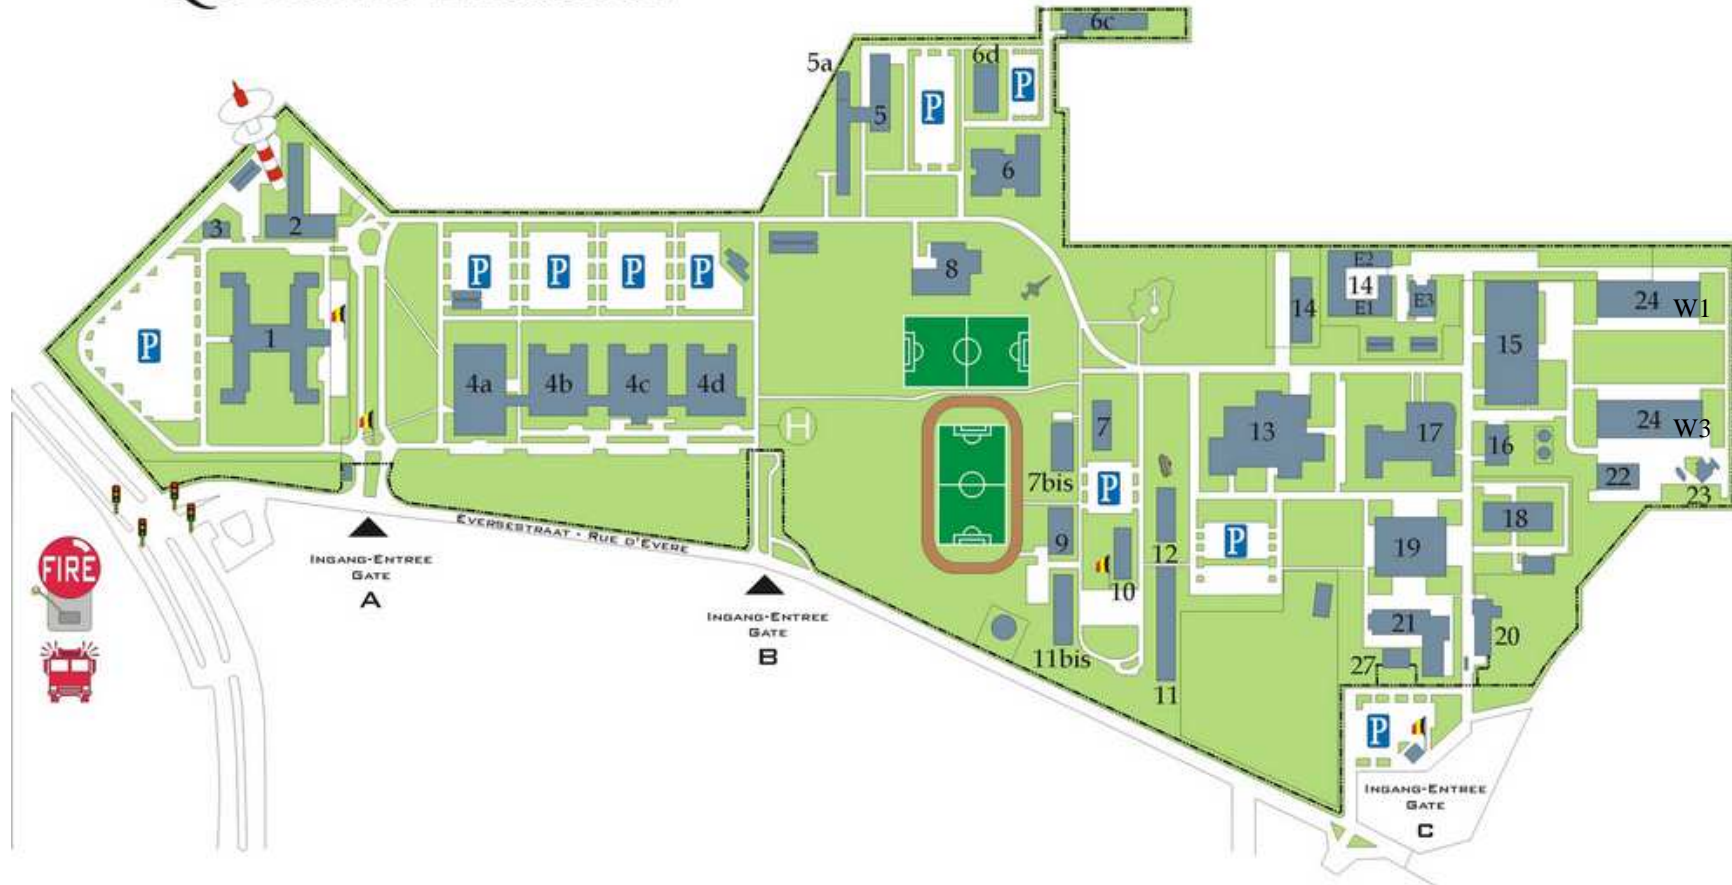 6c
5a
6d
P
P
5
P
6
3
2
8
E2
14
E1
E3
14
24 W1
P
P
P
P
1
P
15
4a
4b
4c
4d
H
7
13
17
16
24 W3
22
23
7bis
P
18
9
12
P
19
10
EVERSESTRAAT - RUE D'EVERE
INGANG-ENTREE
GATE
A
INGANG-ENTREE
GATE
B
FIRE
11bis
11
21
20
27
P
INGANG-ENTREE
GATE
C